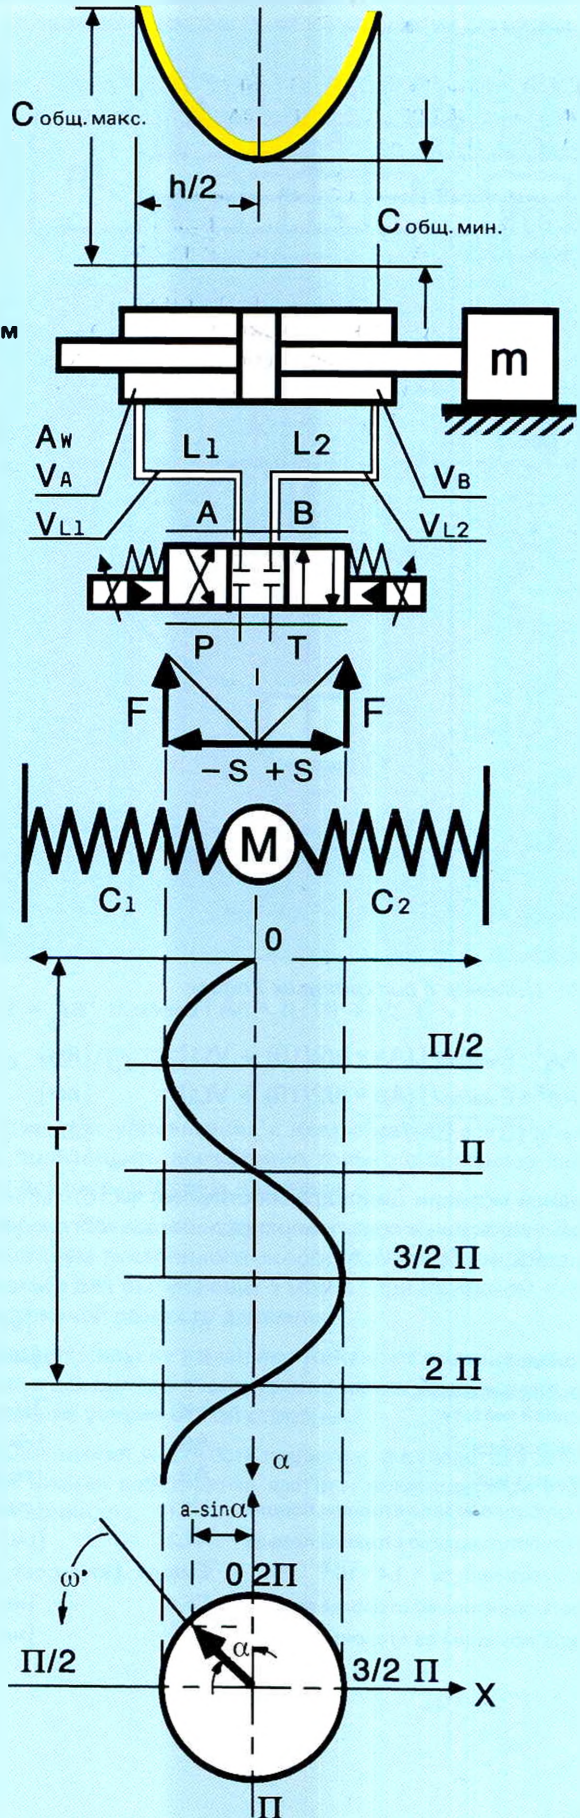 C общ. макс.
h/2
C общ. мин.
м
m
AW
VA
VL1
L1
L2
VB
VL2
A
B
P
T
F
F
-S +S
M
C1
C2
0
П/2
T
П
3/2 П
2 П
α
a-sinα
0 2П
ω
α
П/2
3/2 П
X
П